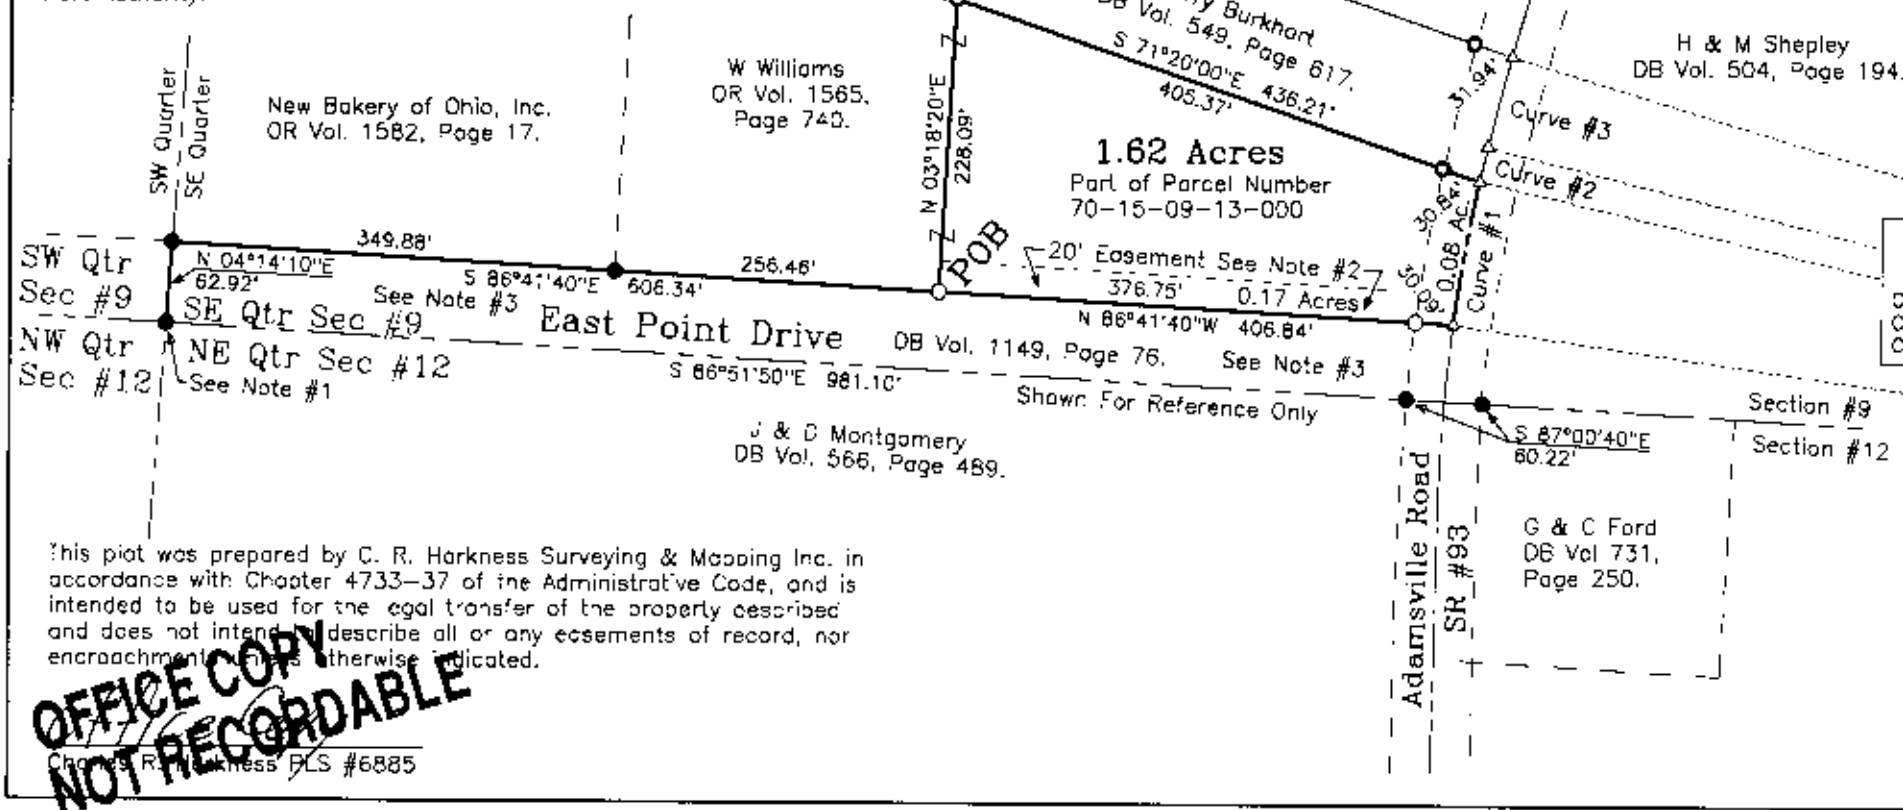 SW Quarter
SE Quarter
New Bakery of Ohio, Inc.
OR Vol. 1582, Page 17.
W Williams
OR Vol. 1565,
Page 740.
N 03°18'20"E
228.09'
Burkhart
DB Vol. 549, Page 617.
S 71°20'00"E 436.21'
405.37'
31.94'
H & M Shepley
DB Vol. 504, Page 194.
Curve #3
Curve #2
Curve #1
1.62 Acres
Part of Parcel Number
70-15-09-13-000
30.84'
0.08 Ac.
30.09'
POB
20' Easement See Note #2
376.75' 0.17 Acres
N 86°41'40"W 406.84'
SW Qtr
Sec #9
N 04°14'10"E
62.92'
349.88'
S 86°41'40"E 606.34'
256.46'
See Note #3
SE Qtr Sec #9
East Point Drive
DB Vol. 1149, Page 76.
See Note #3
NW Qtr
Sec #12
NE Qtr Sec #12
See Note #1
S 86°51'50"E 981.10'
Shown For Reference Only
J & D Montgomery
DB Vol. 566, Page 489.
Section #9
Section #12
S 87°00'40"E
60.22'
Adamsville Road
SR #93
G & C Ford
DB Vol 731,
Page 250.
This plat was prepared by C. R. Harkness Surveying & Mapping Inc. in
accordance with Chapter 4733-37 of the Administrative Code, and is
intended to be used for the egal transfer of the property described
and does not intend describe all or any easements of record, nor
encroachment otherwise indicated.
OFFICE COPY
NOT RECORDABLE
Charles R. Harkness PLS #6885